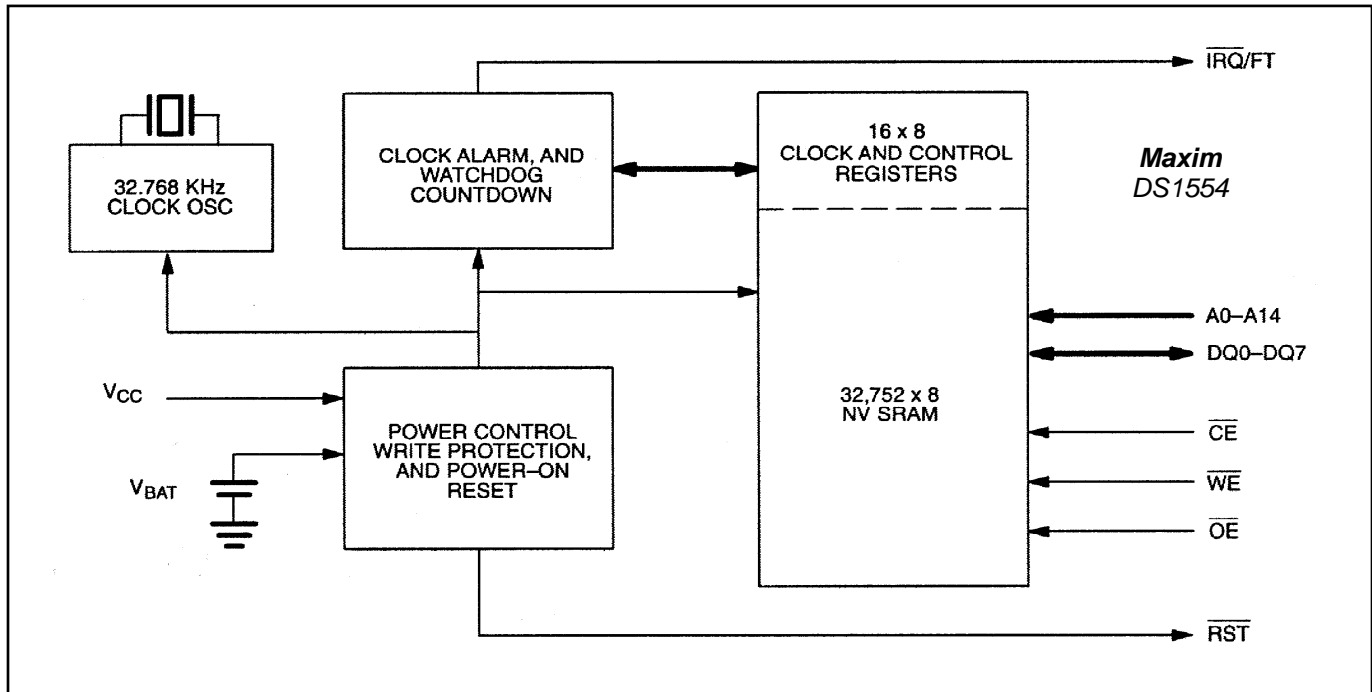 IRQ/FT
32.768 KHz
CLOCK OSC
CLOCK ALARM, AND
WATCHDOG
COUNTDOWN
16 x 8
CLOCK AND CONTROL
REGISTERS
Maxim
DS1554
A0–A14
DQ0–DQ7
VCC
POWER CONTROL
WRITE PROTECTION,
AND POWER–ON
RESET
VBAT
32,752 x 8
NV SRAM
CE
WE
OE
RST